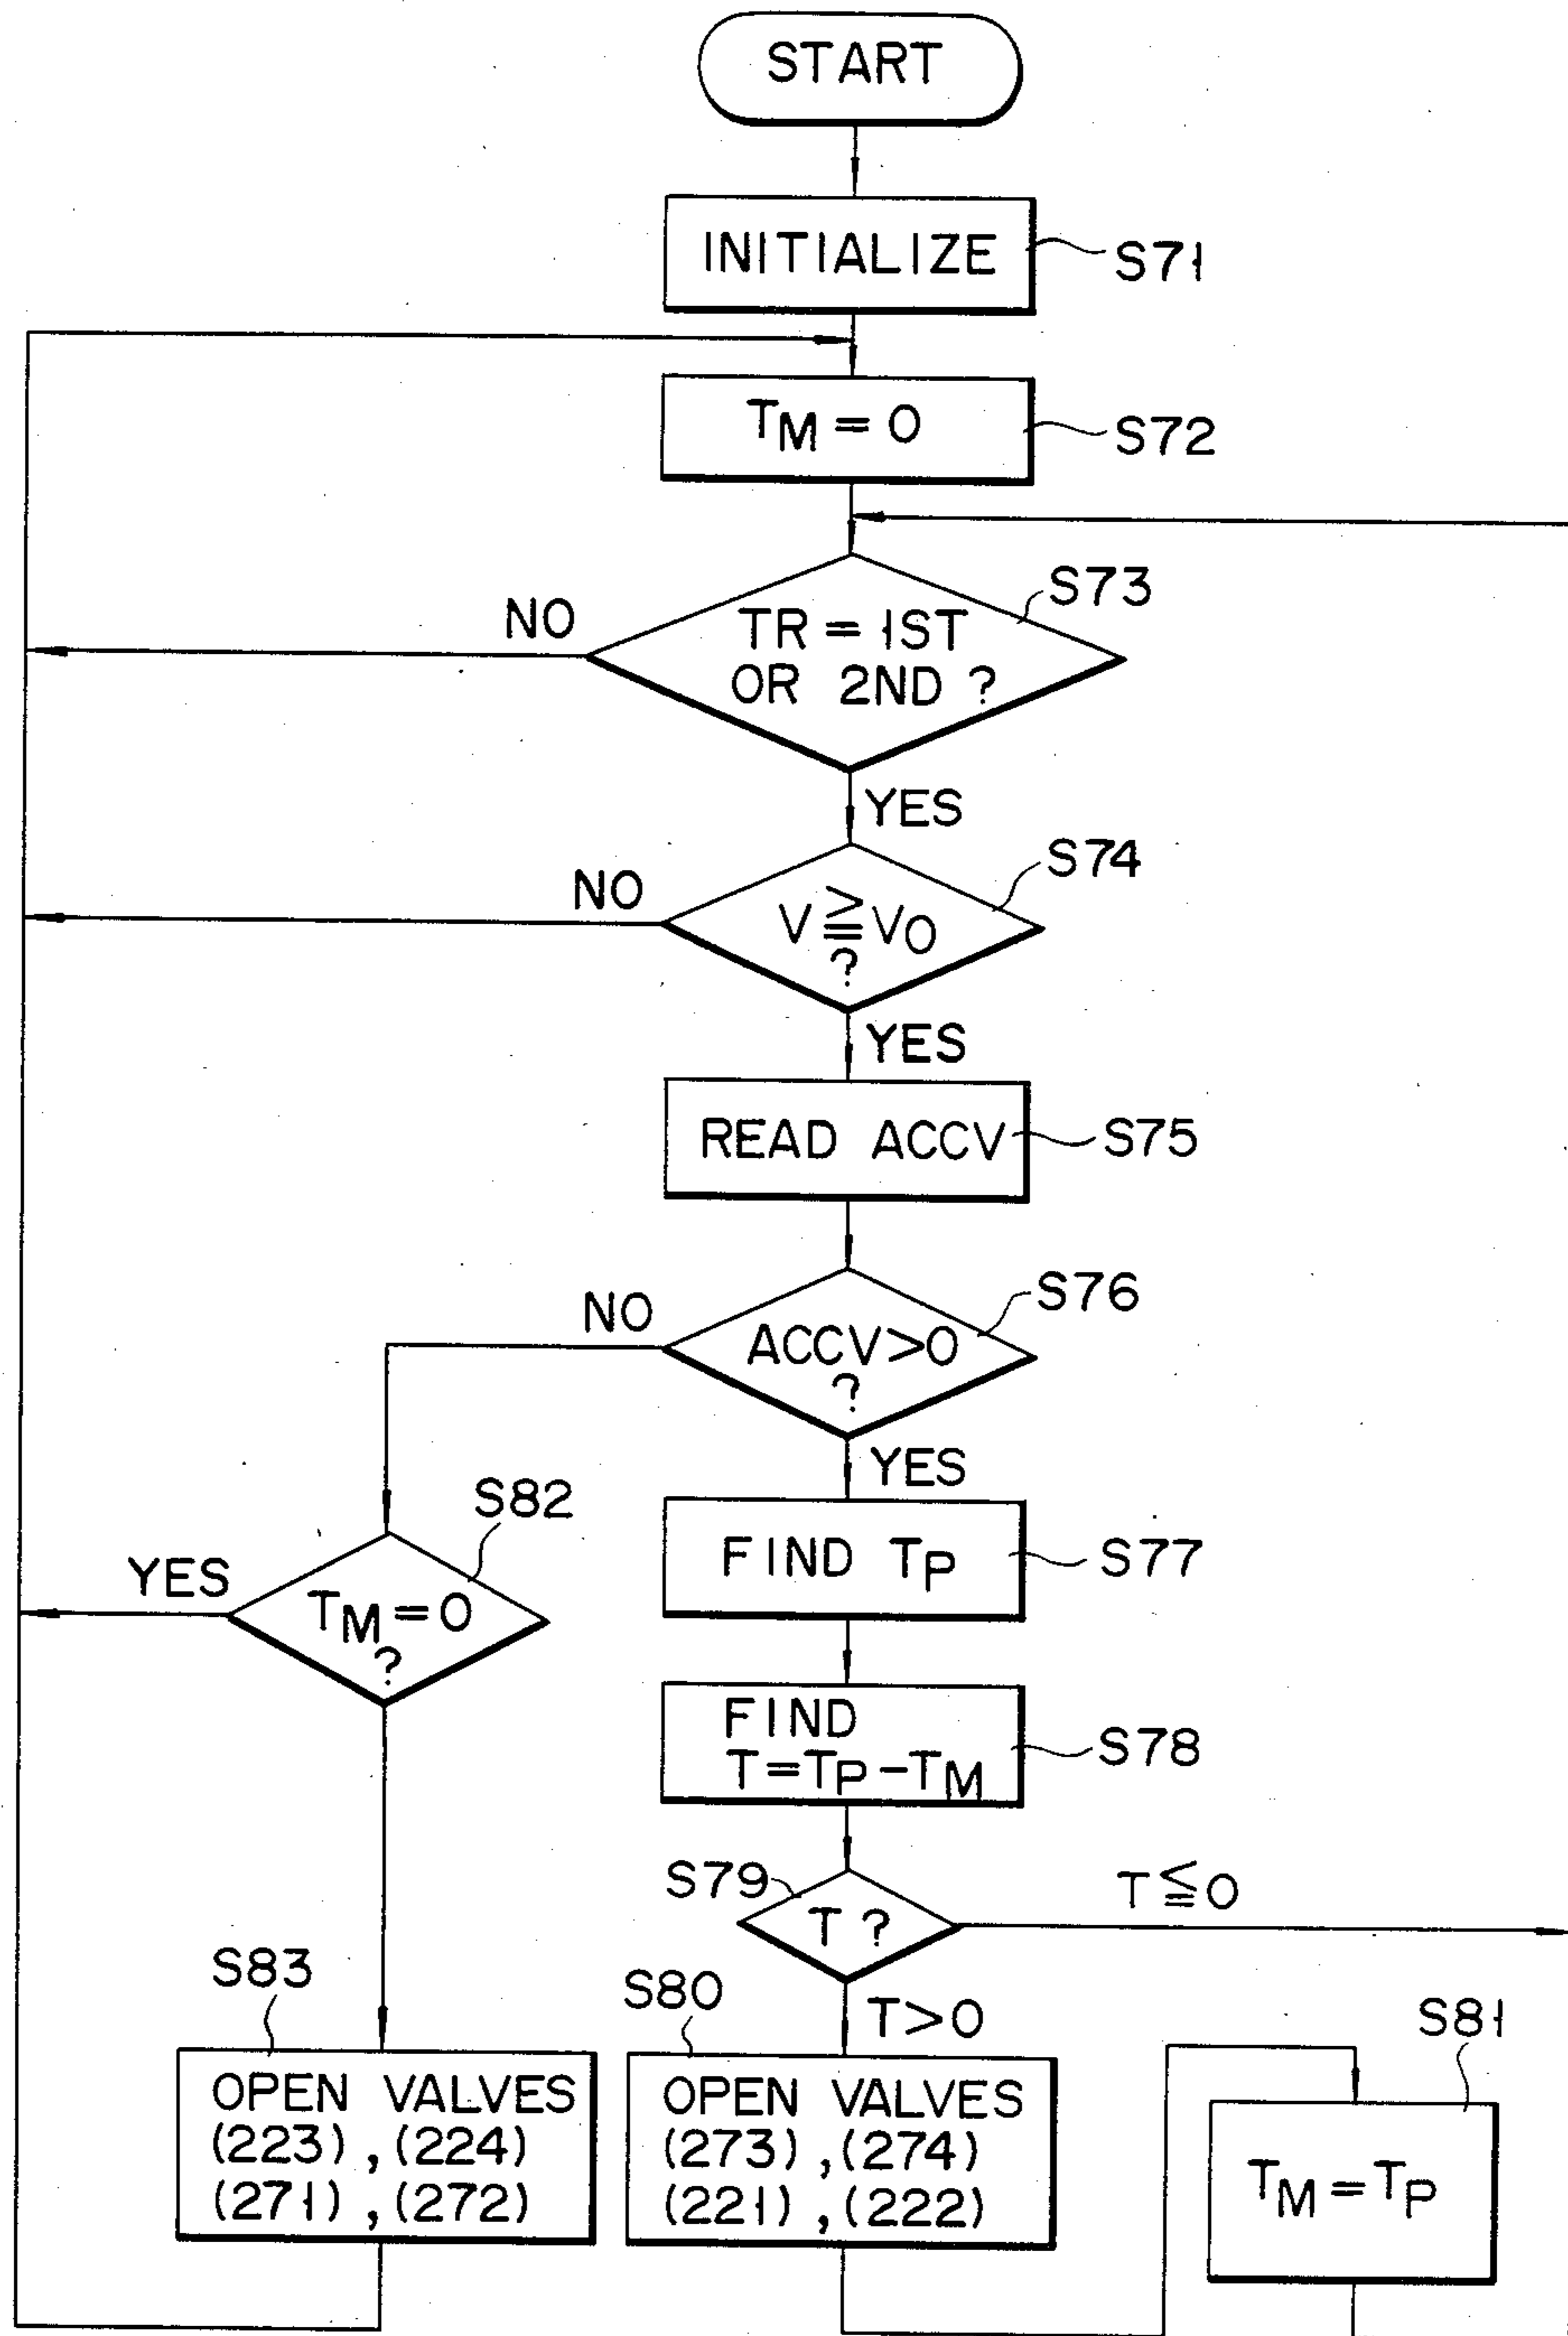 START
INITIALIZE
S71
TM = 0
S72
S73
NO
TR = 1ST
OR 2ND ?
YES
S74
NO
V ≧ VO
?
YES
READ ACCV
S75
S76
NO
ACCV>0
?
YES
S82
FIND TP
S77
YES
TM = 0
?
FIND
T=TP-TM
S78
S79
T ?
T≦0
S83
S80
T>0
S81
OPEN VALVES
(223),(224)
(271),(272)
OPEN VALVES
(273),(274)
(221),(222)
TM = TP